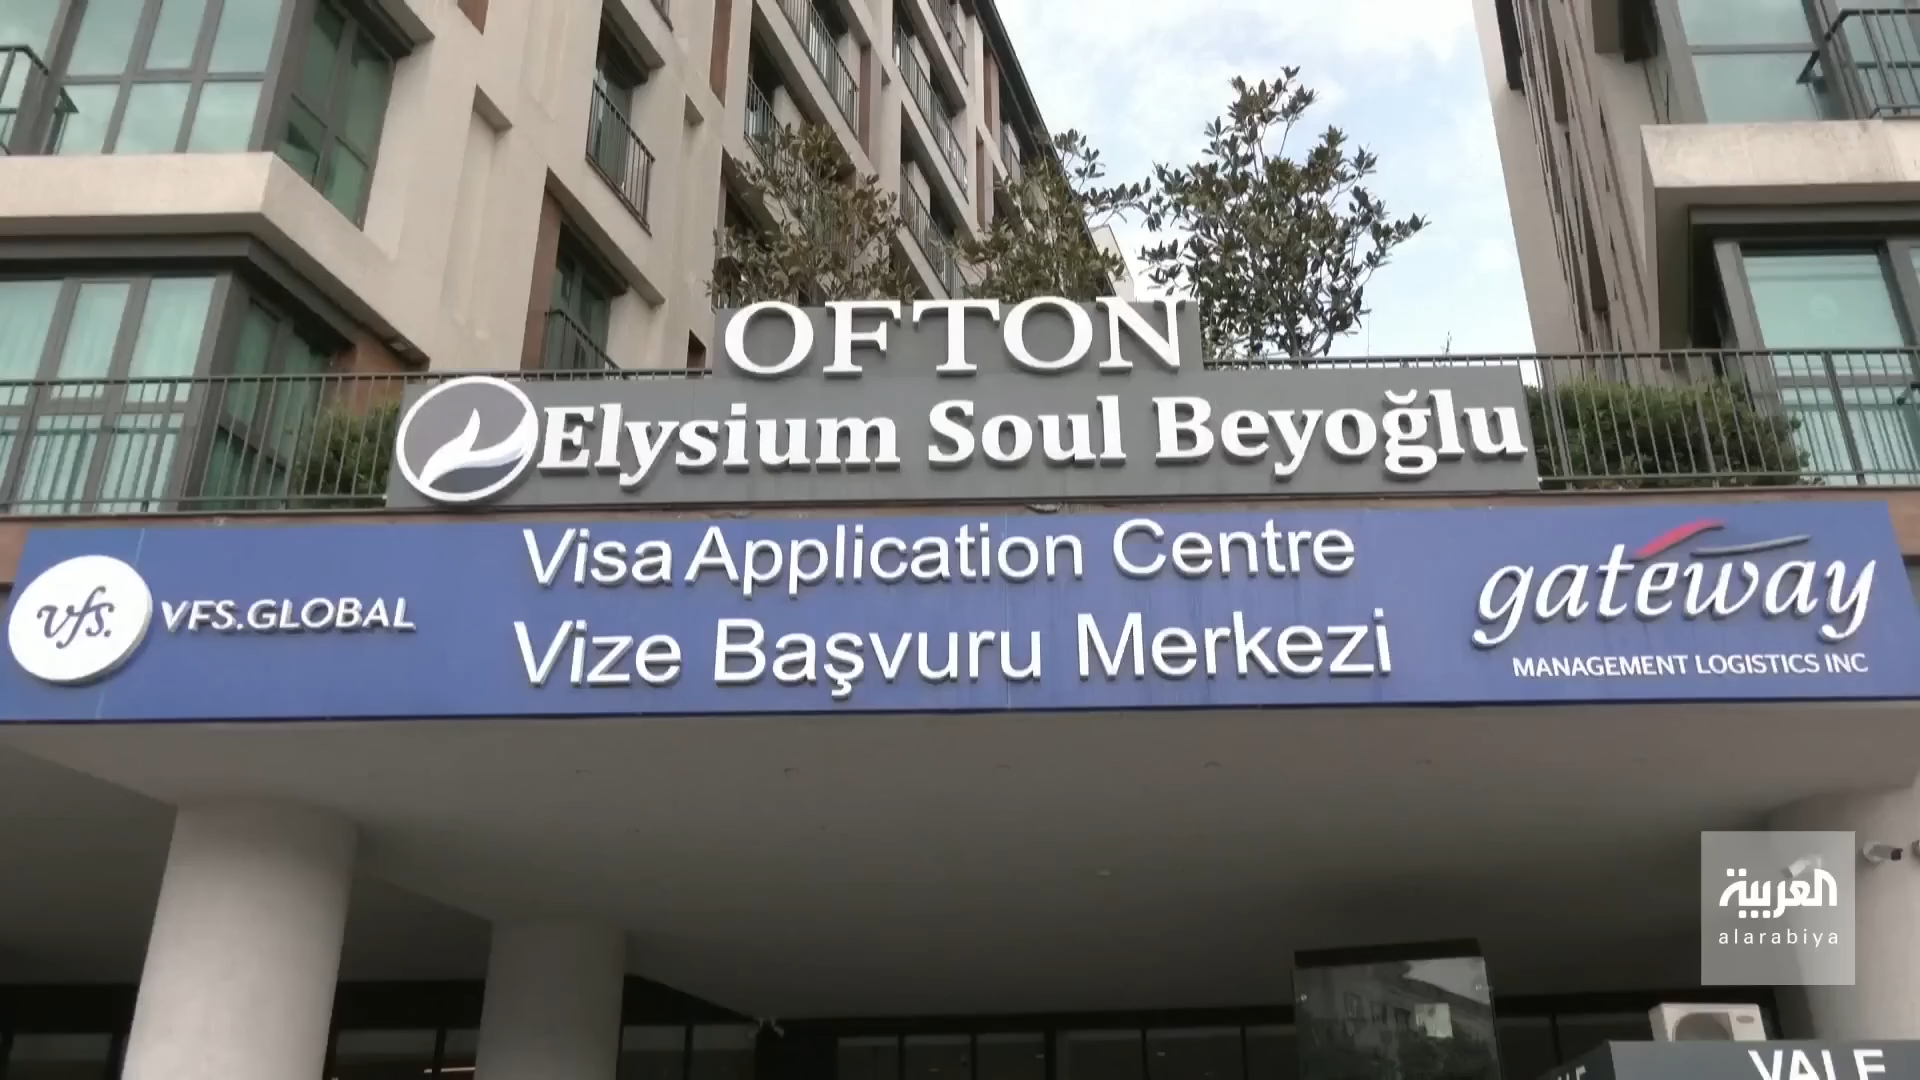 OFTON
Elysium Soul Beyoğlu
vfs.
VFS.GLOBAL
Visa Application Centre
Vize Başvuru Merkezi
gateway
MANAGEMENT LOGISTICS INC
العربية
alarabiya
VALE